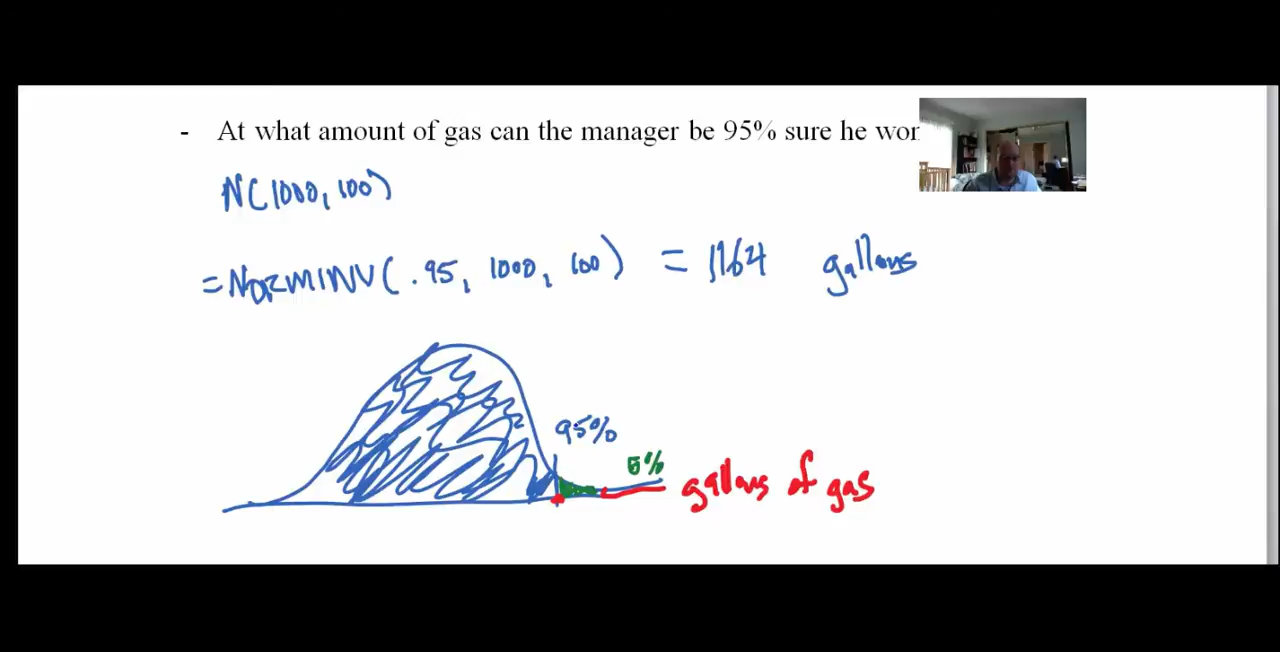 - At what amount of gas can the manager be 95% sure he won
N(1000, 100)
=NORMINV( .95, 1000, 100 ) = 1164 gallons
95%
5%
gallons of gas